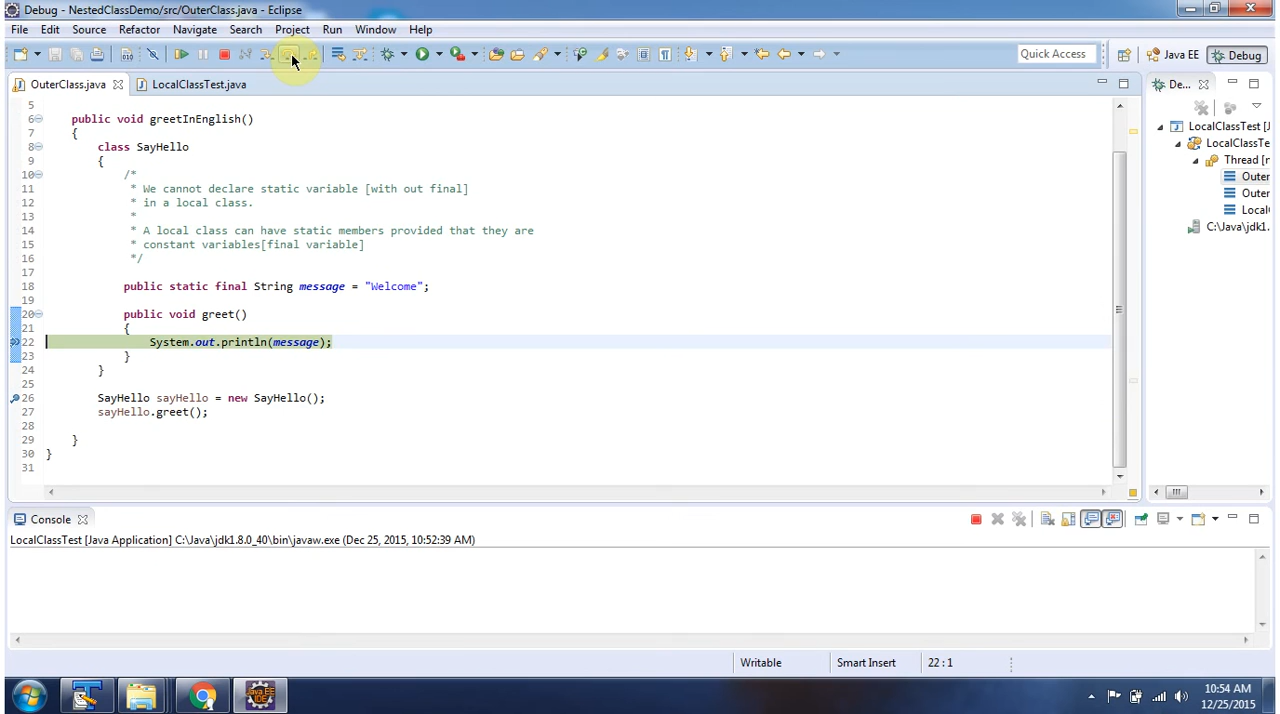 Debug - NestedClassDemo/src/OuterClass.java - Eclipse
File Edit Source Refactor Navigate Search Project Run Window Help
Quick Access Java EE Debug
OuterClass.java LocalClassTest.java De...
5
6 public void greetInEnglish()
7 {
8 class SayHello
9 {
10 /*
11 * We cannot declare static variable [with out final]
12 * in a local class.
13 *
14 * A local class can have static members provided that they are
15 * constant variables[final variable]
16 */
17
18 public static final String message = "Welcome";
19
20 public void greet()
21 {
22 System.out.println(message);
23 }
24 }
25
26 SayHello sayHello = new SayHello();
27 sayHello.greet();
28
29 }
30 }
31
LocalClassTest [J
LocalClassTe
Thread [n
Outer
Outer
Local
C:\Java\jdk1.
Console
LocalClassTest [Java Application] C:\Java\jdk1.8.0_40\bin\javaw.exe (Dec 25, 2015, 10:52:39 AM)
Writable Smart Insert 22 : 1
Java EE
IDE
10:54 AM
12/25/2015